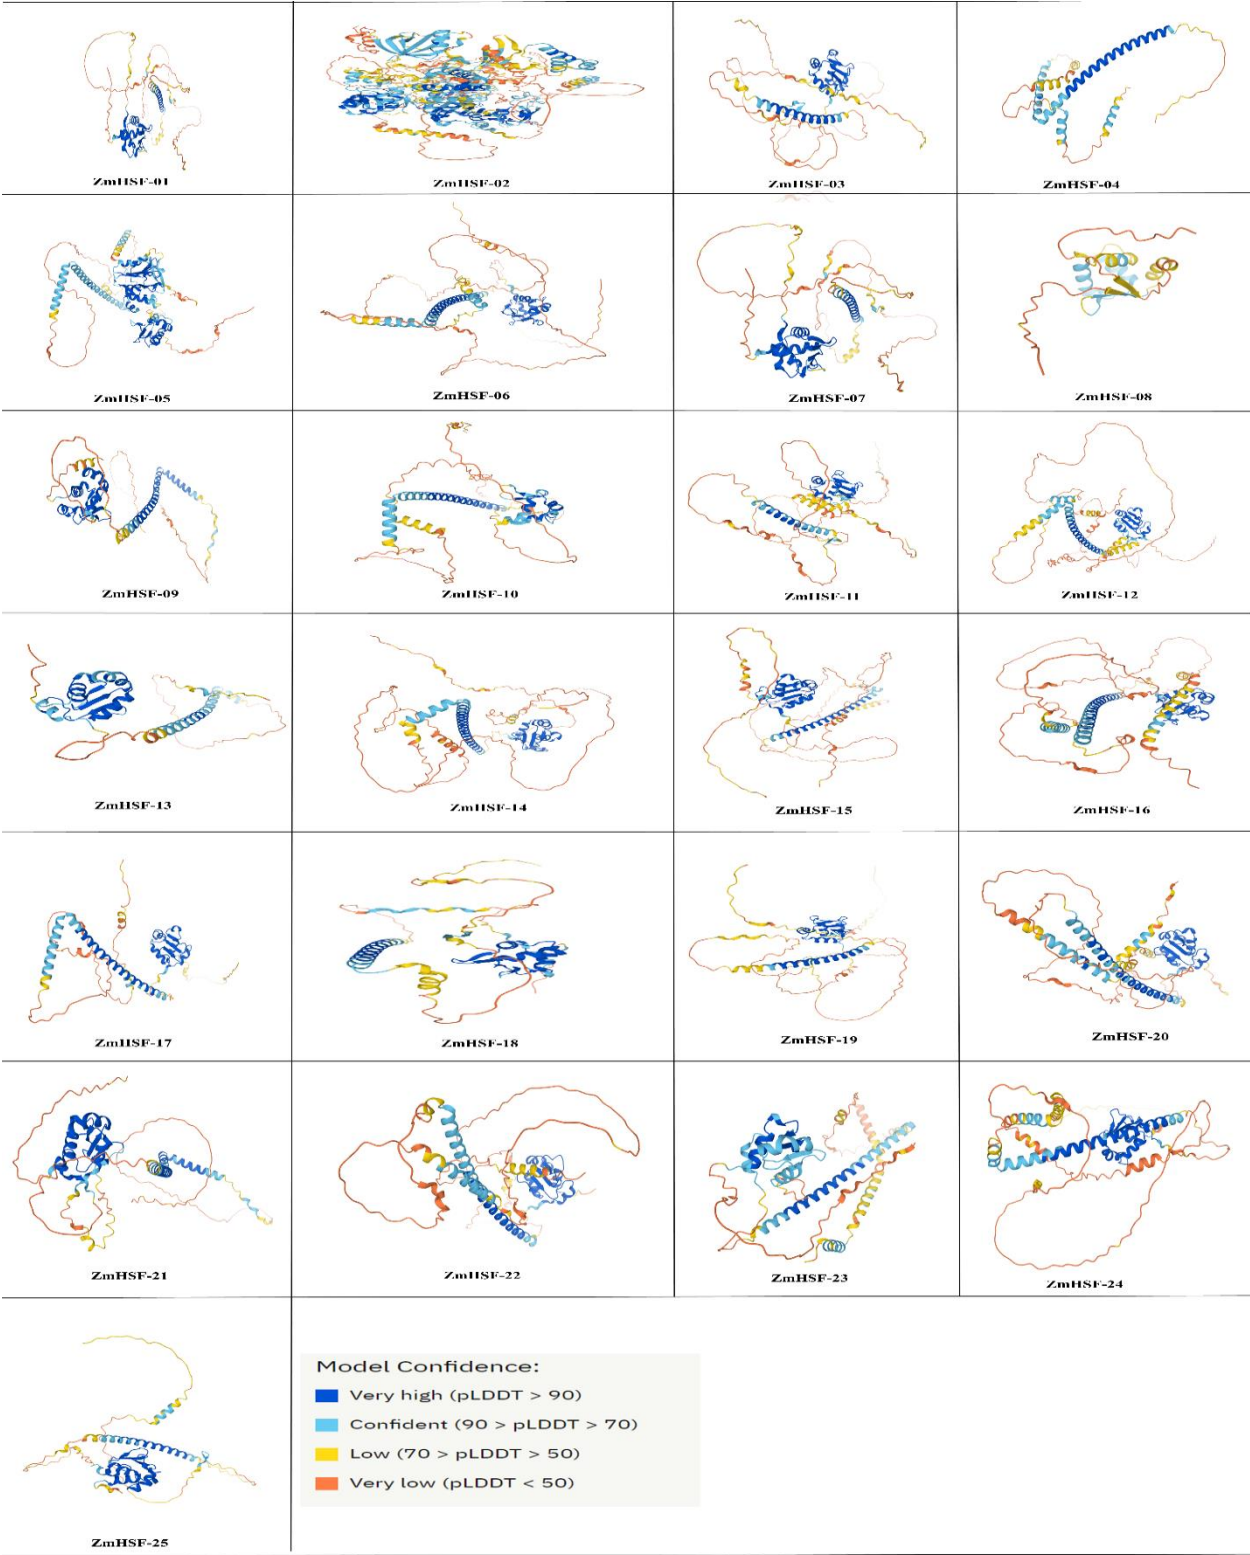 ZmHSF-01
ZmHSF-02
ZmHSF-03
ZmHSF-04
ZmHSF-05
ZmHSF-06
ZmHSF-07
ZmHSF-08
ZmHSF-09
ZmHSF-10
ZmHSF-11
ZmHSF-12
ZmHSF-13
ZmHSF-14
ZmHSF-15
ZmHSF-16
ZmHSF-17
ZmHSF-18
ZmHSF-19
ZmHSF-20
ZmHSF-21
ZmHSF-22
ZmHSF-23
ZmHSF-24
ZmHSF-25
Model Confidence:
Very high (pLDDT > 90)
Confident (90 > pLDDT > 70)
Low (70 > pLDDT > 50)
Very low (pLDDT < 50)